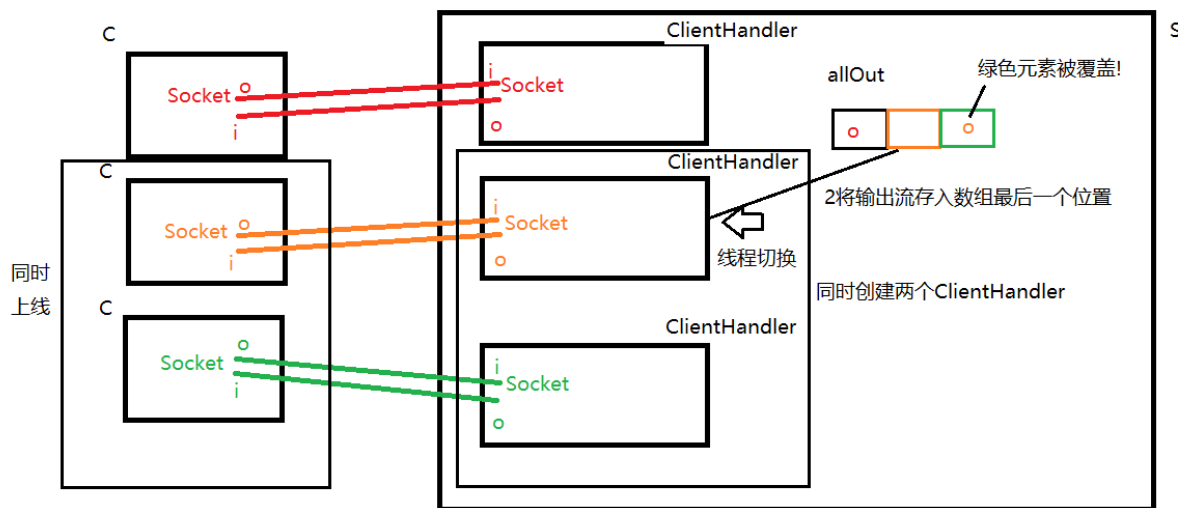 C
Socket
o
i
C
Socket
o
i
C
Socket
o
i
同时
上线
ClientHandler
i
Socket
o
ClientHandler
i
Socket
o
ClientHandler
i
Socket
o
线程切换
同时创建两个ClientHandler
allOut
o
o
绿色元素被覆盖!
2将输出流存入数组最后一个位置
S